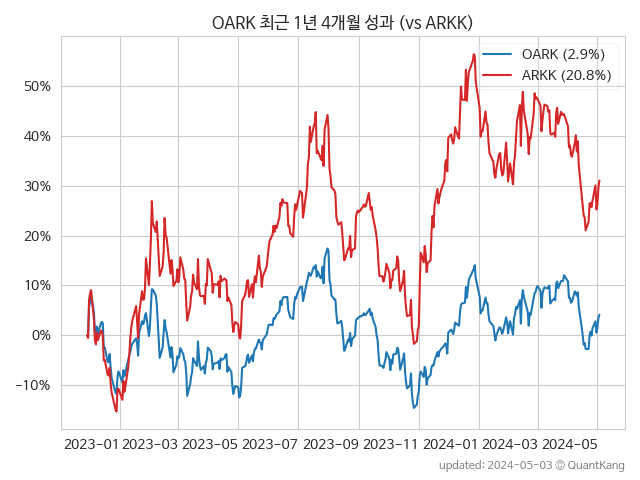 OARK 최근 1년 4개월 성과 (vs ARKK)
OARK (2.9%)
ARKK (20.8%)
50%
40%
30%
20%
10%
0%
−10%
2023-01 2023-03 2023-05 2023-07 2023-09 2023-11 2024-01 2024-03 2024-05
updated: 2024-05-03 © QuantKang